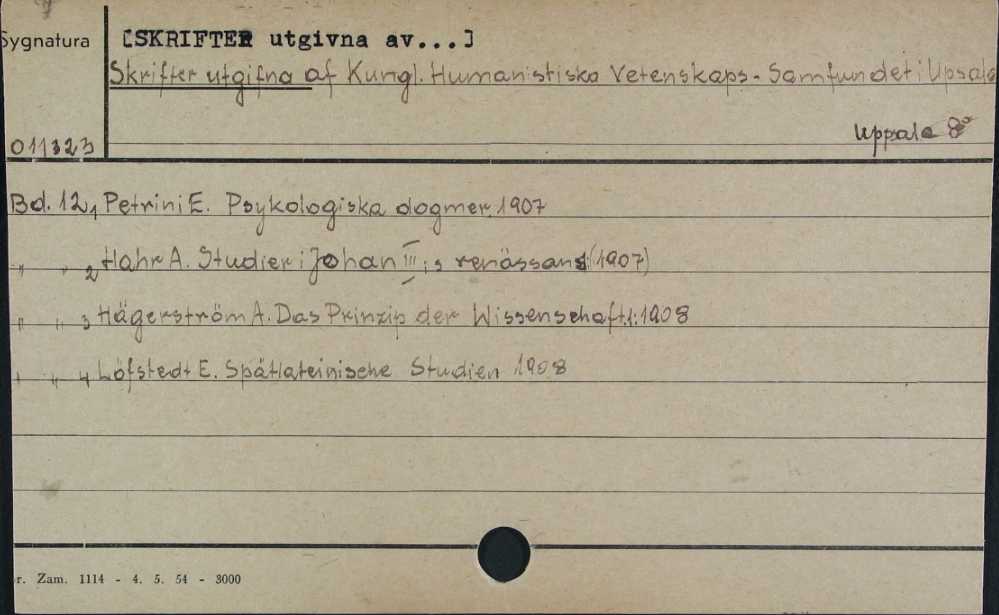 Sygnatura
[SKRIFTER utgivna av...]
Skrifter utgifna af Kungl. Humanistiska Vetenskaps-Samfundet i Upsala
011323
Uppsala 8°
Bd. 12, 1 Petrini E. Psykologiska dogmer 1907
" " 2 Hahr A. Studier i Johan III:s renässans (1907)
" " 3 Hägerström A. Das Prinzip der Wissenschaft. 1: 1908
" " 4 Löfstedt E. Spätlateinische Studien 1908
r. Zam. 1114 - 4. 5. 54 - 3000